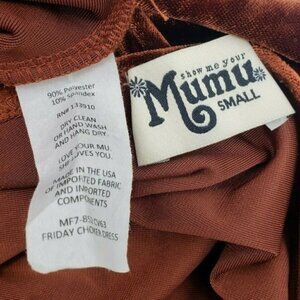 show me your
Mumu
SMALL
90% Polyester
10% Spandex
RN# 133910
DRY CLEAN
OR HAND WASH
AND HANG DRY.
LOVE YOUR MU.
SHE LOVES YOU.
MADE IN THE USA
OF IMPORTED FABRIC
AND IMPORTED
COMPONENTS
FRIDAY CHOKER DRESS